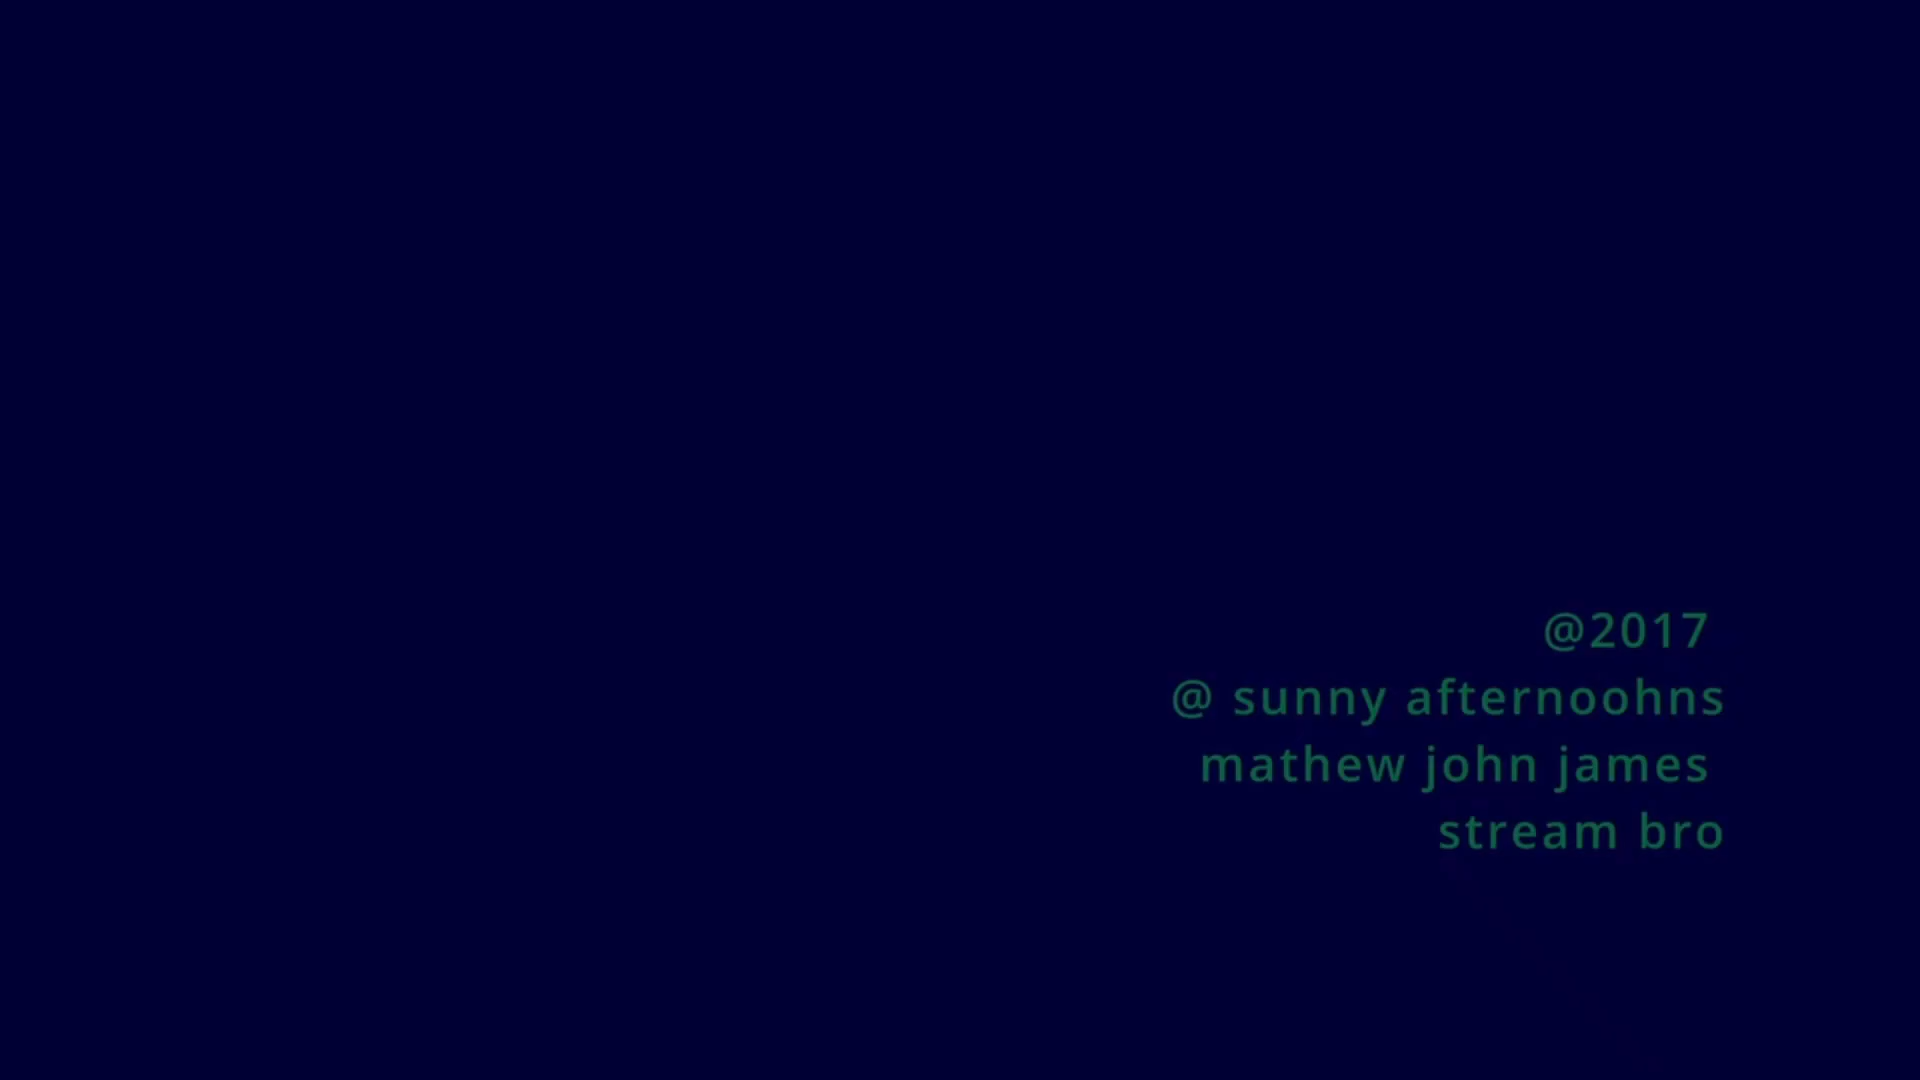 @2017
@ sunny afternoohns
mathew john james
stream bro